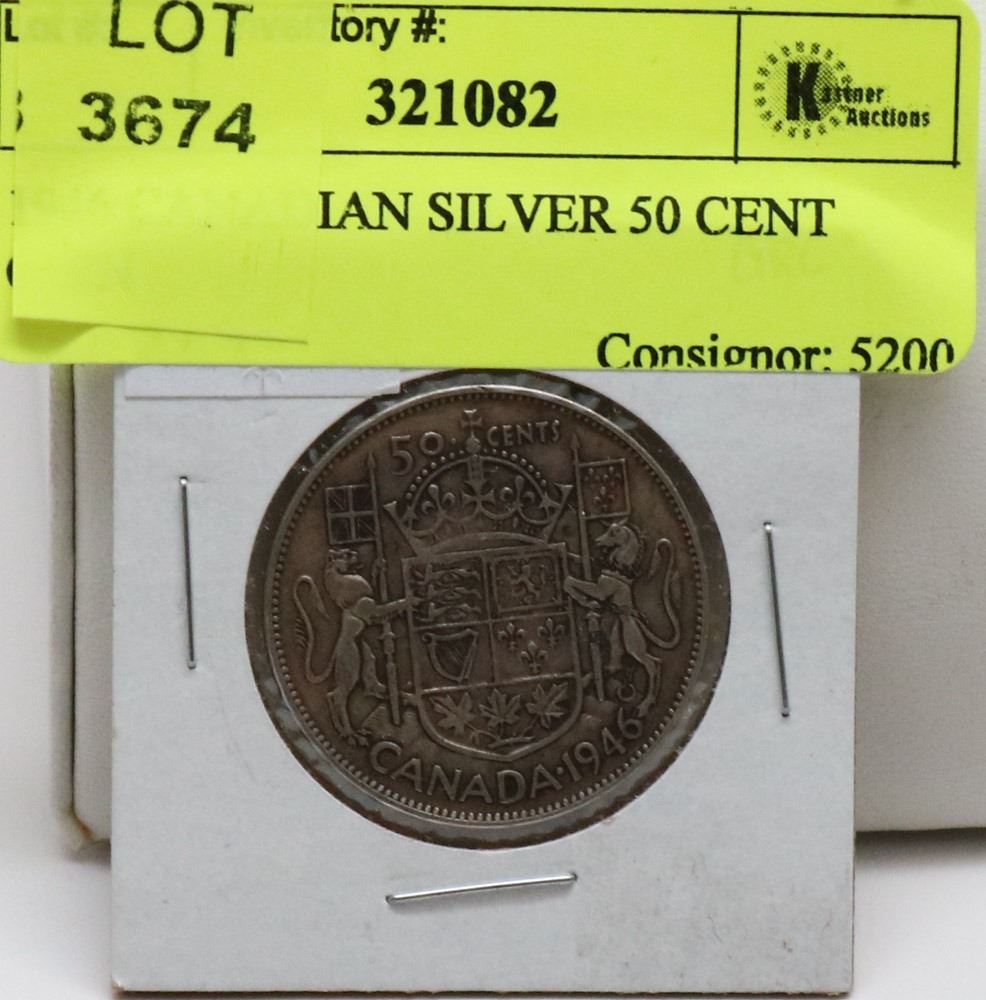 LOT
3674
tory #:
321082
Kastner
Auctions
IAN SILVER 50 CENT
Consignor: 5200
50 CENTS
CANADA·1946